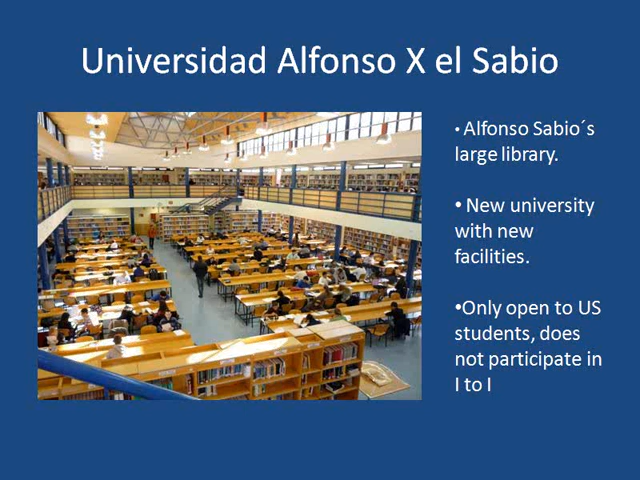 Universidad Alfonso X el Sabio
• Alfonso Sabio´s
large library.
• New university
with new
facilities.
•Only open to US
students, does
not participate in
I to I